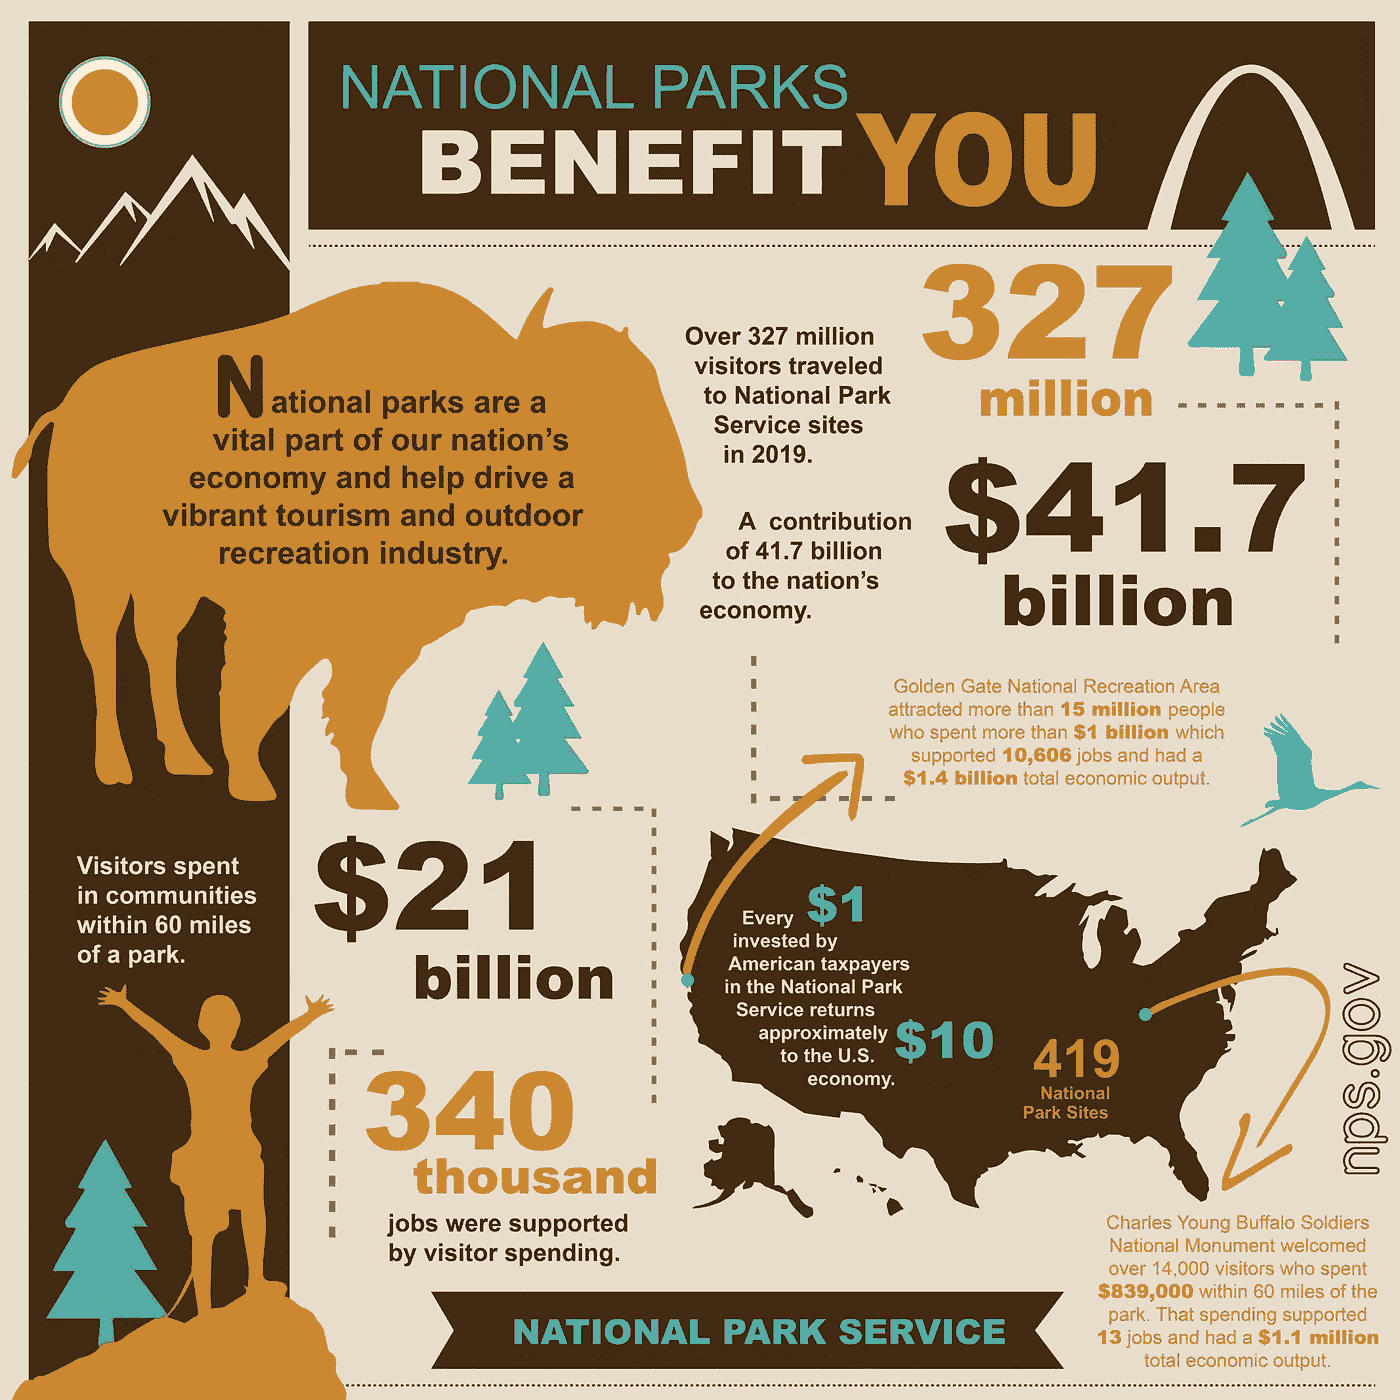 NATIONAL PARKS
BENEFIT YOU
National parks are a
vital part of our nation's
economy and help drive a
vibrant tourism and outdoor
recreation industry.
Over 327 million
visitors traveled
to National Park
Service sites
in 2019.
327
million
A contribution
of 41.7 billion
to the nation's
economy.
$41.7
billion
Golden Gate National Recreation Area
attracted more than 15 million people
who spent more than $1 billion which
supported 10,606 jobs and had a
$1.4 billion total economic output.
Visitors spent
in communities
within 60 miles
of a park.
$21
billion
Every $1
invested by
American taxpayers
in the National Park
Service returns
approximately $10
to the U.S.
economy.
419
National
Park Sites
nps.gov
340
thousand
jobs were supported
by visitor spending.
Charles Young Buffalo Soldiers
National Monument welcomed
over 14,000 visitors who spent
$839,000 within 60 miles of the
park. That spending supported
13 jobs and had a $1.1 million
total economic output.
NATIONAL PARK SERVICE